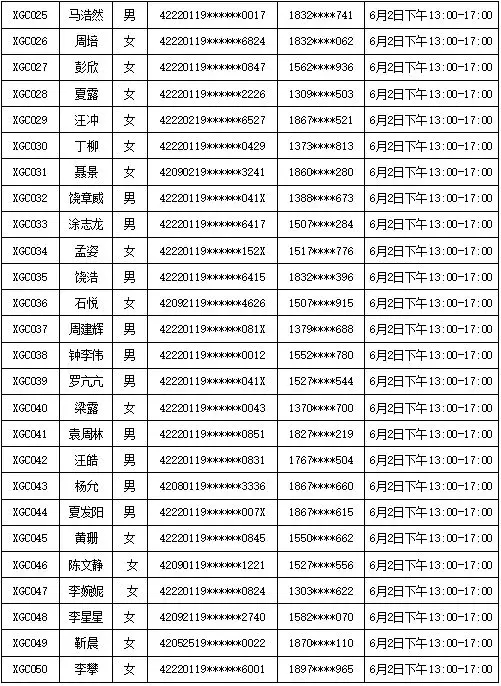 XGC025 马浩然 男 42220119******0017 1832****741 6月2日下午13:00-17:00
XGC026 周培 女 42220119******6824 1832****062 6月2日下午13:00-17:00
XGC027 彭欣 女 42220119******0847 1562****936 6月2日下午13:00-17:00
XGC028 夏露 女 42220119******2226 1309****503 6月2日下午13:00-17:00
XGC029 汪冲 女 42220219******6527 1867****521 6月2日下午13:00-17:00
XGC030 丁柳 女 42220119******0429 1373****813 6月2日下午13:00-17:00
XGC031 聂景 女 42090219******3241 1860****280 6月2日下午13:00-17:00
XGC032 饶章威 男 42220119******041X 1388****673 6月2日下午13:00-17:00
XGC033 涂志龙 男 42220119******6417 1507****284 6月2日下午13:00-17:00
XGC034 孟姿 女 42220119******152X 1517****776 6月2日下午13:00-17:00
XGC035 饶浩 男 42220119******6415 1832****396 6月2日下午13:00-17:00
XGC036 石悦 女 42092119******4626 1507****915 6月2日下午13:00-17:00
XGC037 周建辉 男 42220119******081X 1379****688 6月2日下午13:00-17:00
XGC038 钟李伟 男 42220119******0012 1552****780 6月2日下午13:00-17:00
XGC039 罗亢亢 男 42220119******041X 1527****544 6月2日下午13:00-17:00
XGC040 梁露 女 42220119******0043 1370****700 6月2日下午13:00-17:00
XGC041 袁周林 男 42220119******0851 1827****219 6月2日下午13:00-17:00
XGC042 汪皓 男 42220119******0831 1767****504 6月2日下午13:00-17:00
XGC043 杨允 男 42080119******3336 1867****660 6月2日下午13:00-17:00
XGC044 夏发阳 男 42220119******007X 1867****615 6月2日下午13:00-17:00
XGC045 黄珊 女 42220119******0845 1550****662 6月2日下午13:00-17:00
XGC046 陈文静 女 42090119******1221 1527****556 6月2日下午13:00-17:00
XGC047 李婉妮 女 42220119******0824 1303****622 6月2日下午13:00-17:00
XGC048 李星星 女 42092119******2740 1582****070 6月2日下午13:00-17:00
XGC049 靳晨 女 42052519******0022 1870****110 6月2日下午13:00-17:00
XGC050 李攀 女 42220119******6001 1897****965 6月2日下午13:00-17:00